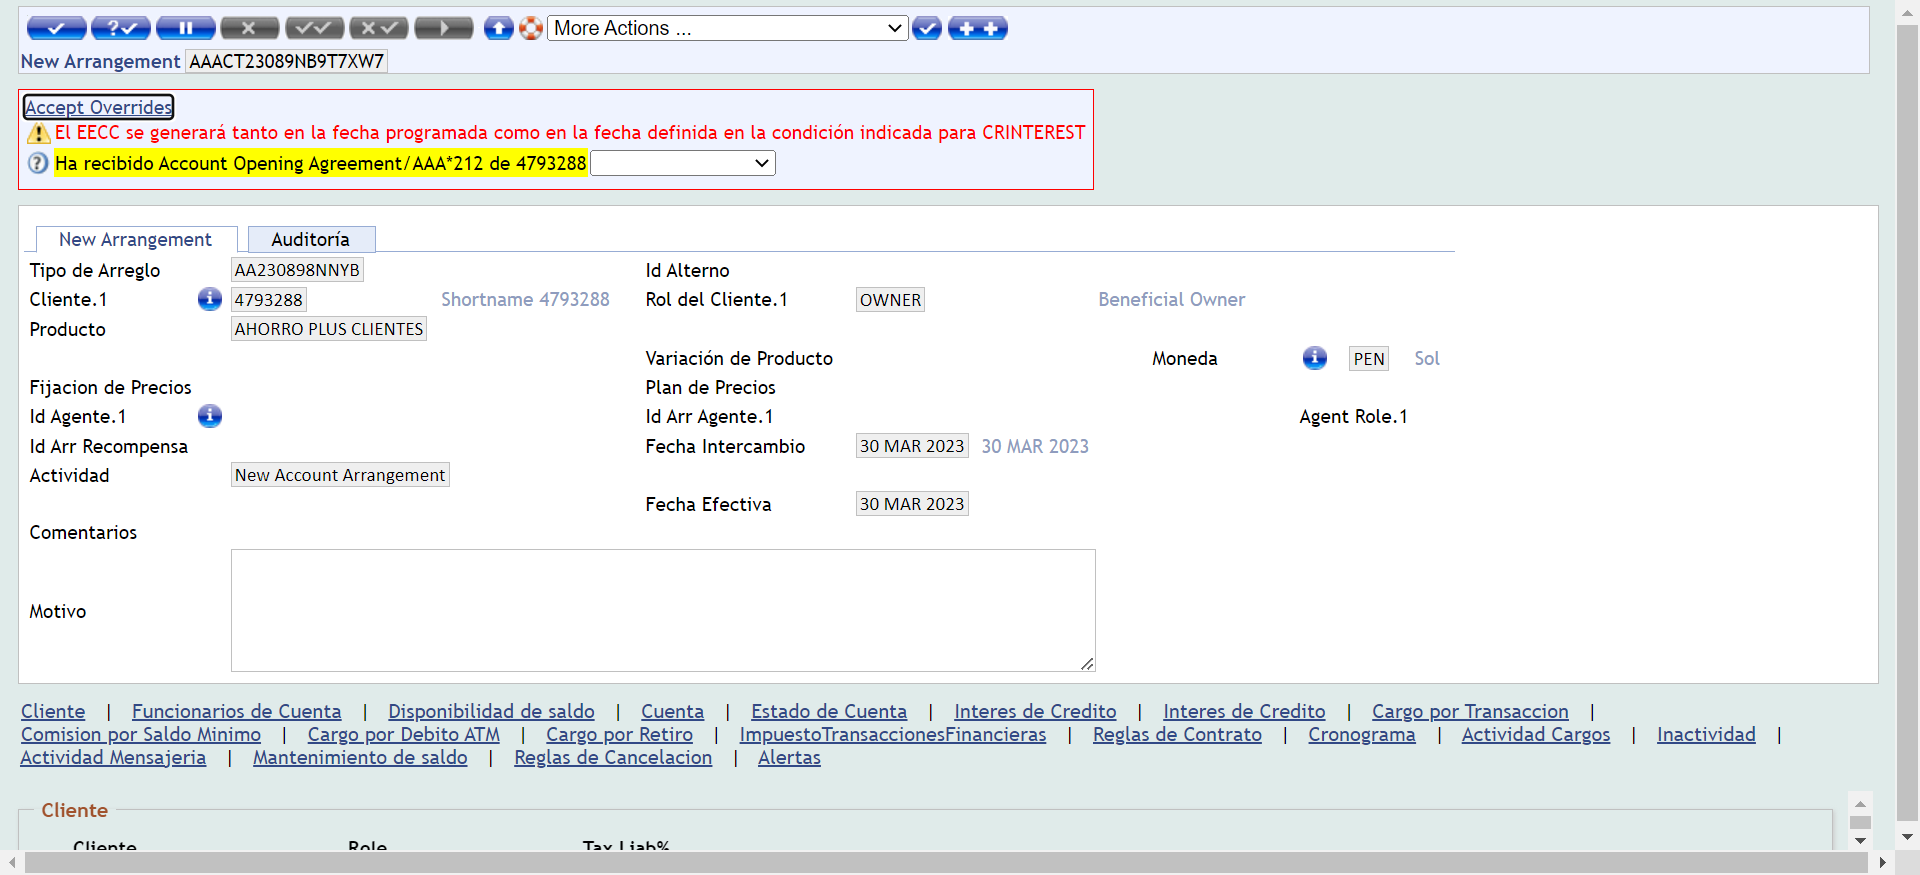 More Actions ...
New Arrangement AAACT23089NB9T7XW7
Accept Overrides
El EECC se generará tanto en la fecha programada como en la fecha definida en la condición indicada para CRINTEREST
Ha recibido Account Opening Agreement/AAA*212 de 4793288
New Arrangement Auditoría
Tipo de Arreglo AA230898NNYB Id Alterno
Cliente.1 4793288 Shortname 4793288 Rol del Cliente.1 OWNER Beneficial Owner
Producto AHORRO PLUS CLIENTES
Variación de Producto Moneda PEN Sol
Fijacion de Precios Plan de Precios
Id Agente.1 Id Arr Agente.1 Agent Role.1
Id Arr Recompensa Fecha Intercambio 30 MAR 2023 30 MAR 2023
Actividad New Account Arrangement
Fecha Efectiva 30 MAR 2023
Comentarios
Motivo
Cliente | Funcionarios de Cuenta | Disponibilidad de saldo | Cuenta | Estado de Cuenta | Interes de Credito | Interes de Credito | Cargo por Transaccion |
Comision por Saldo Minimo | Cargo por Debito ATM | Cargo por Retiro | ImpuestoTransaccionesFinancieras | Reglas de Contrato | Cronograma | Actividad Cargos | Inactividad |
Actividad Mensajeria | Mantenimiento de saldo | Reglas de Cancelacion | Alertas
Cliente
Cliente Role Tax Liab%